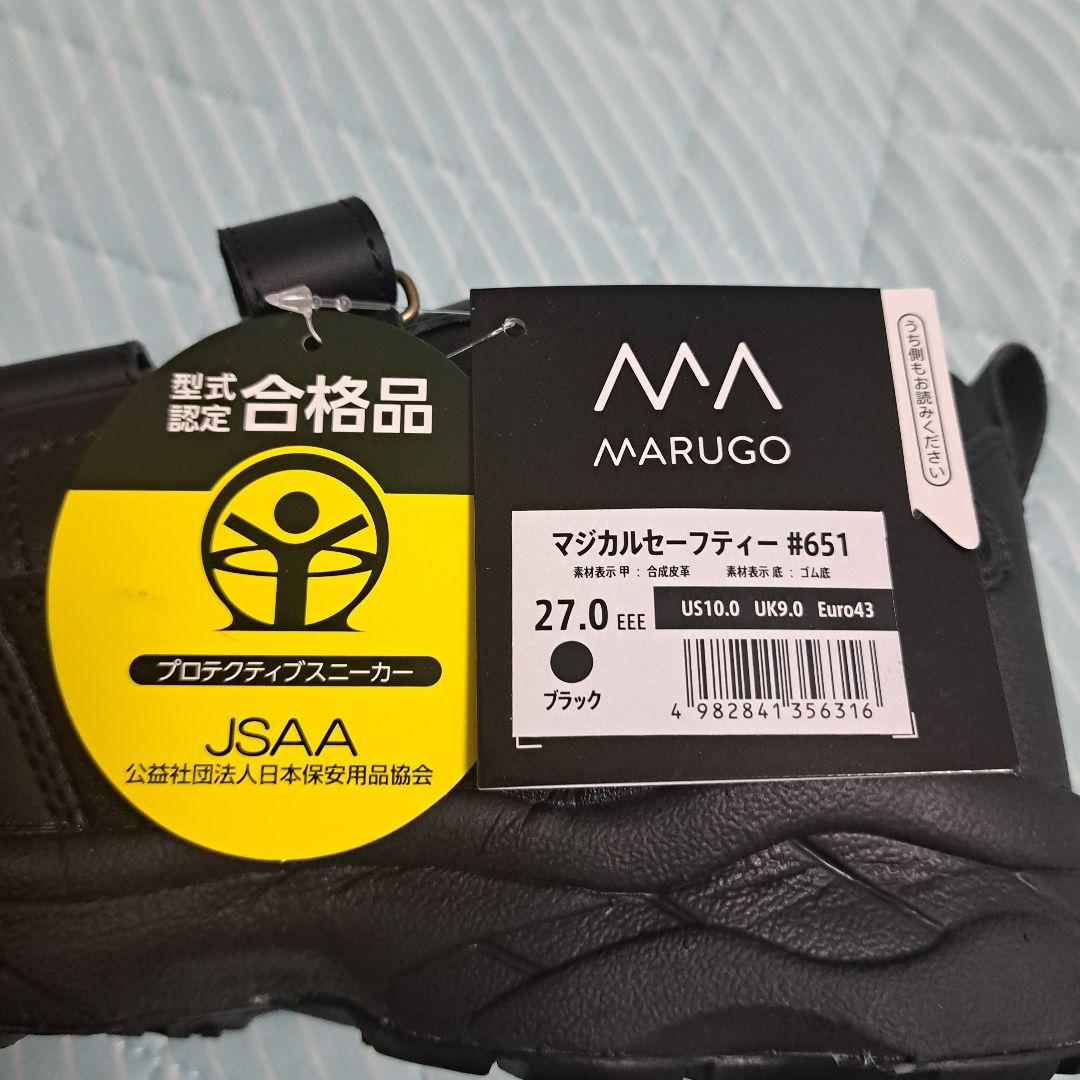 型式
認定 合格品
プロテクティブスニーカー
JSAA
公益社団法人日本保安用品協会
MARUGO
うち側もお読みください
マジカルセーフティー #651
素材表示 甲 : 合成皮革 素材表示 底 : ゴム底
27.0 EEE US10.0 UK9.0 Euro43
ブラック
4 982841 356316